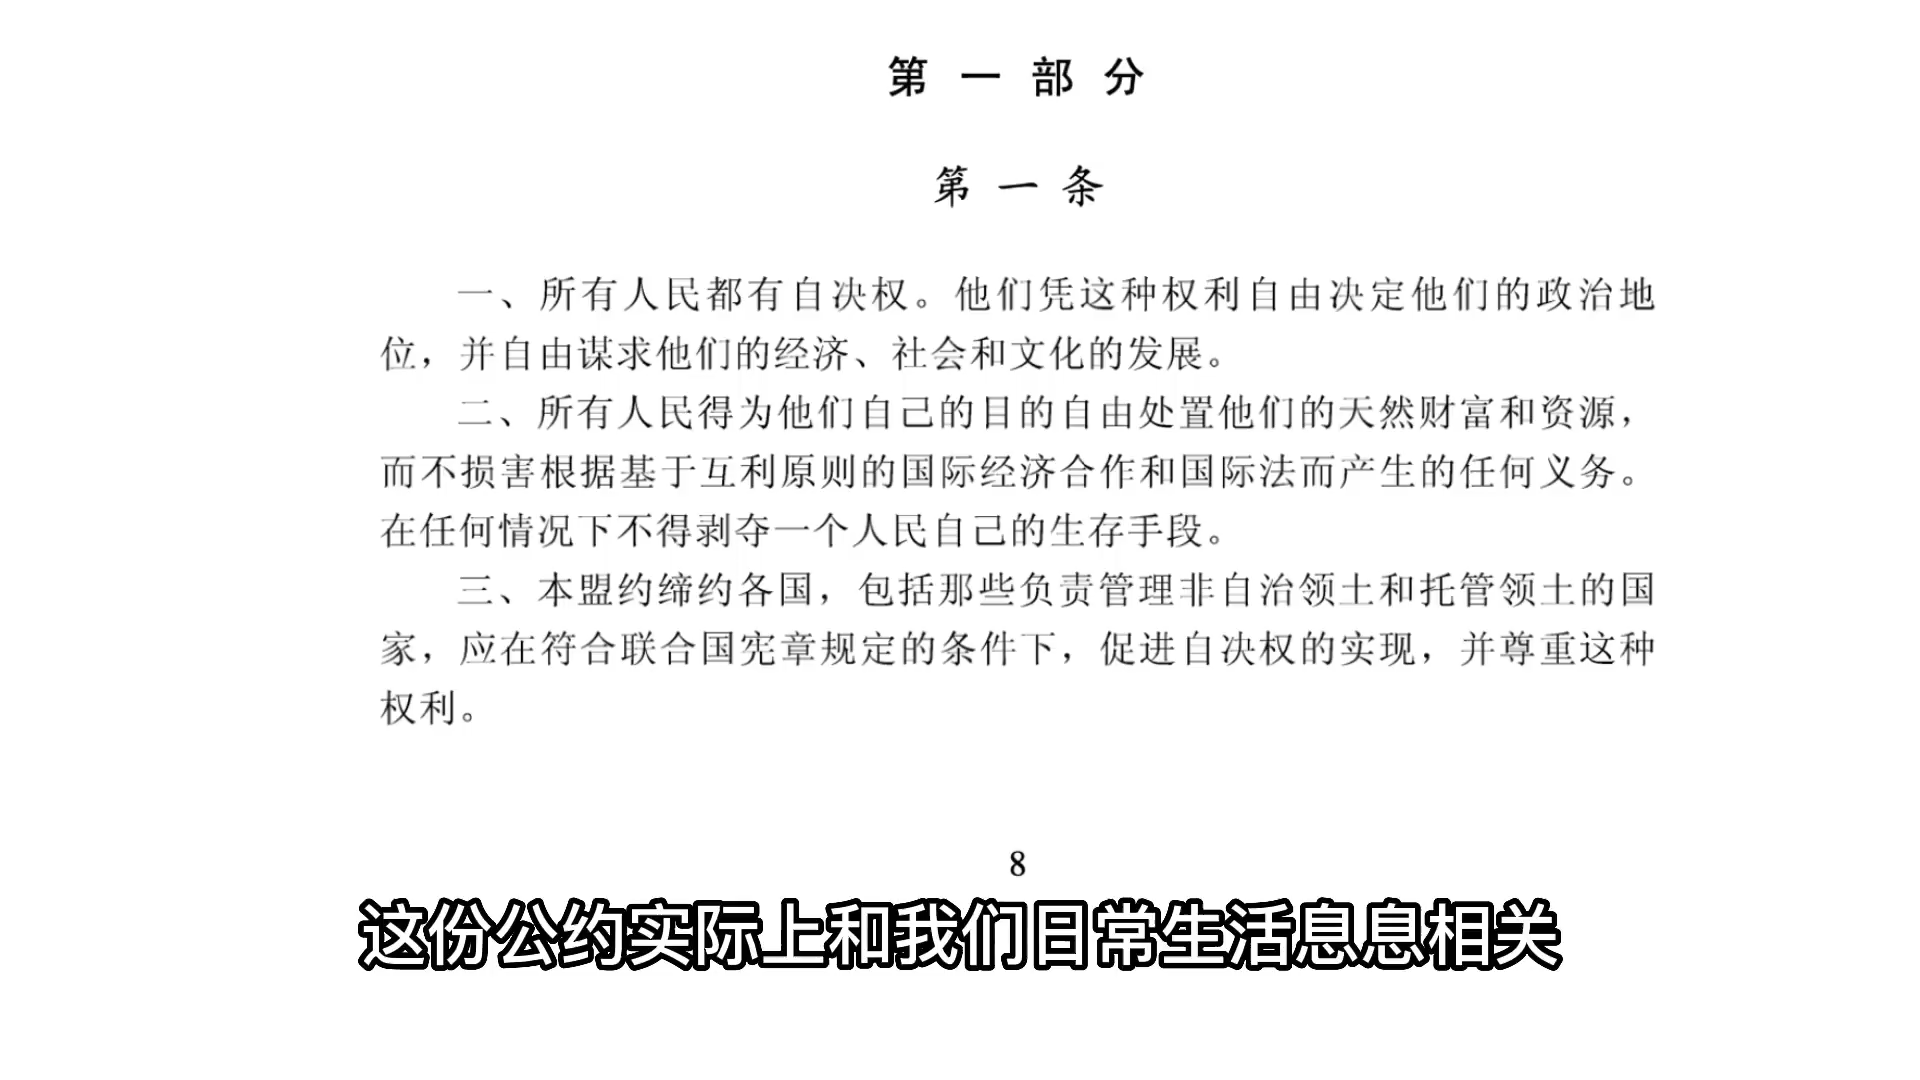 第一部分
第一条
一、所有人民都有自决权。他们凭这种权利自由决定他们的政治地
位，并自由谋求他们的经济、社会和文化的发展。
二、所有人民得为他们自己的目的自由处置他们的天然财富和资源，
而不损害根据基于互利原则的国际经济合作和国际法而产生的任何义务。
在任何情况下不得剥夺一个人民自己的生存手段。
三、本盟约缔约各国，包括那些负责管理非自治领土和托管领土的国
家，应在符合联合国宪章规定的条件下，促进自决权的实现，并尊重这种
权利。
8
这份公约实际上和我们日常生活息息相关